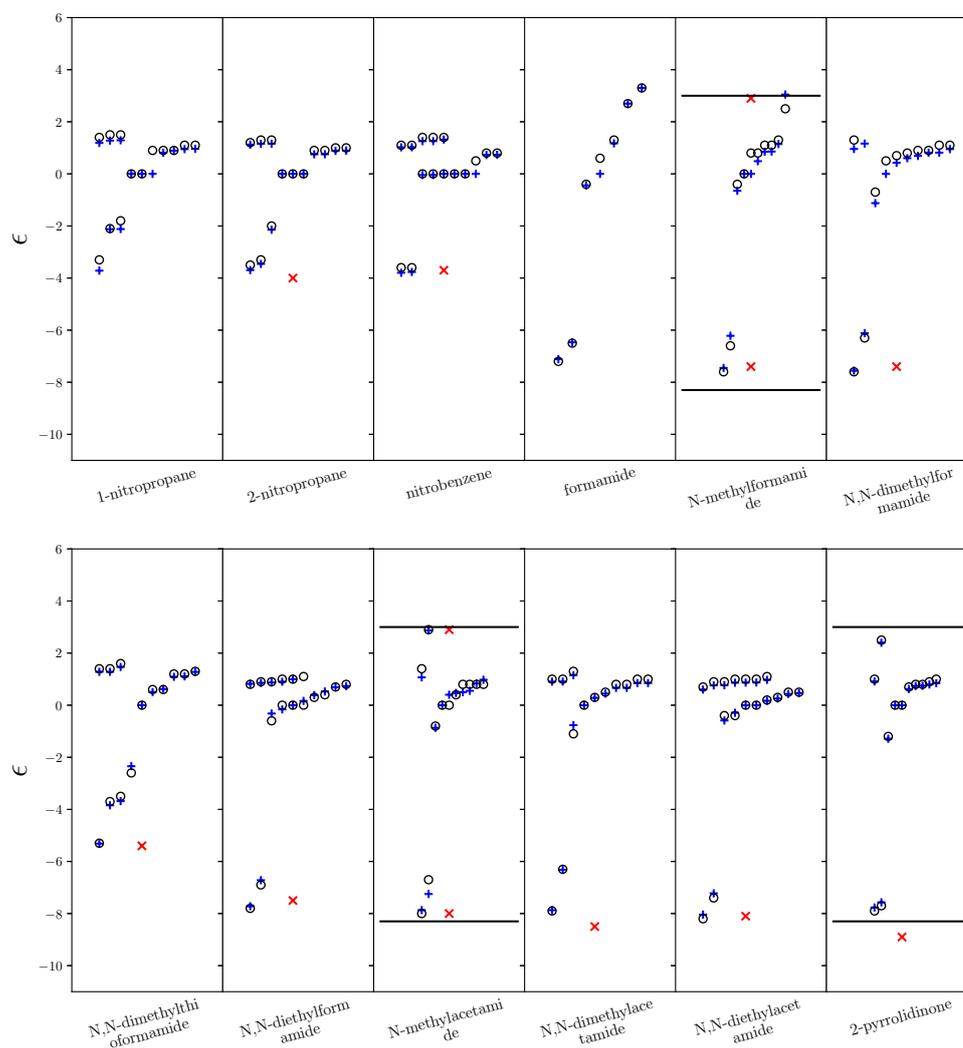 6
4
2
0
−2
−4
−6
−8
−10
ϵ
1-nitropropane
2-nitropropane
nitrobenzene
formamide
N-methylformami
de
N,N-dimethylfor
mamide
6
4
2
0
−2
−4
−6
−8
−10
ϵ
N,N-dimethylthi
oformamide
N,N-diethylform
amide
N-methylacetami
de
N,N-dimethylace
tamide
N,N-diethylacet
amide
2-pyrrolidinone